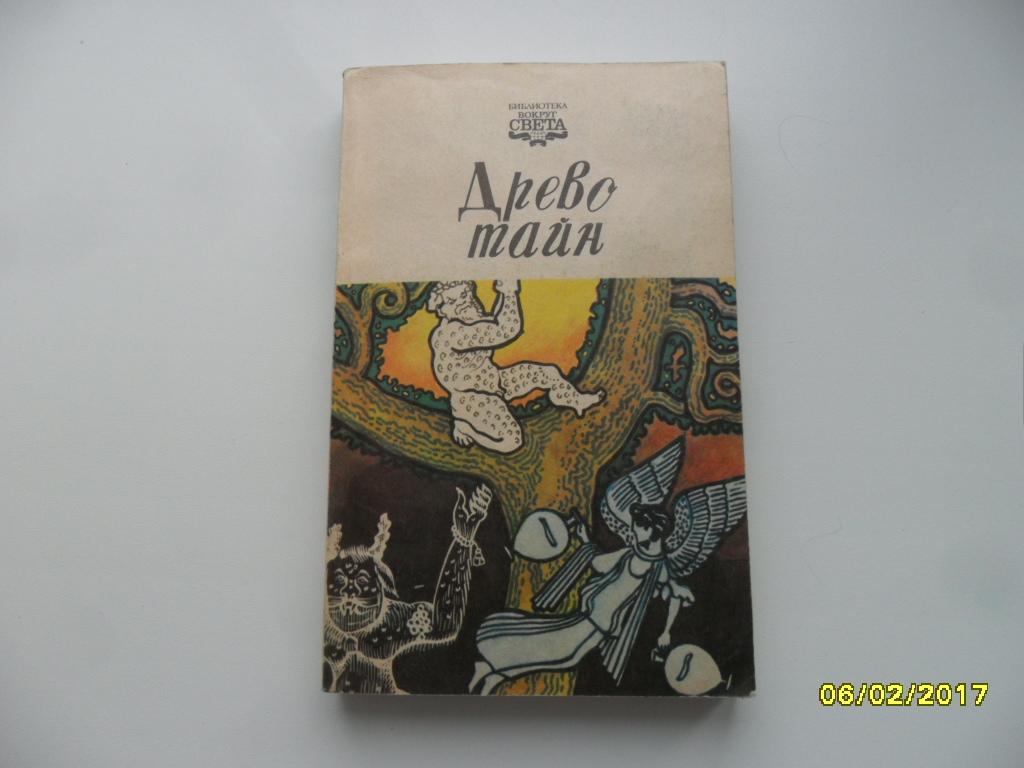 БИБЛИОТЕКА
ВОКРУГ
СВЕТА
Древо
тайн
06/02/2017